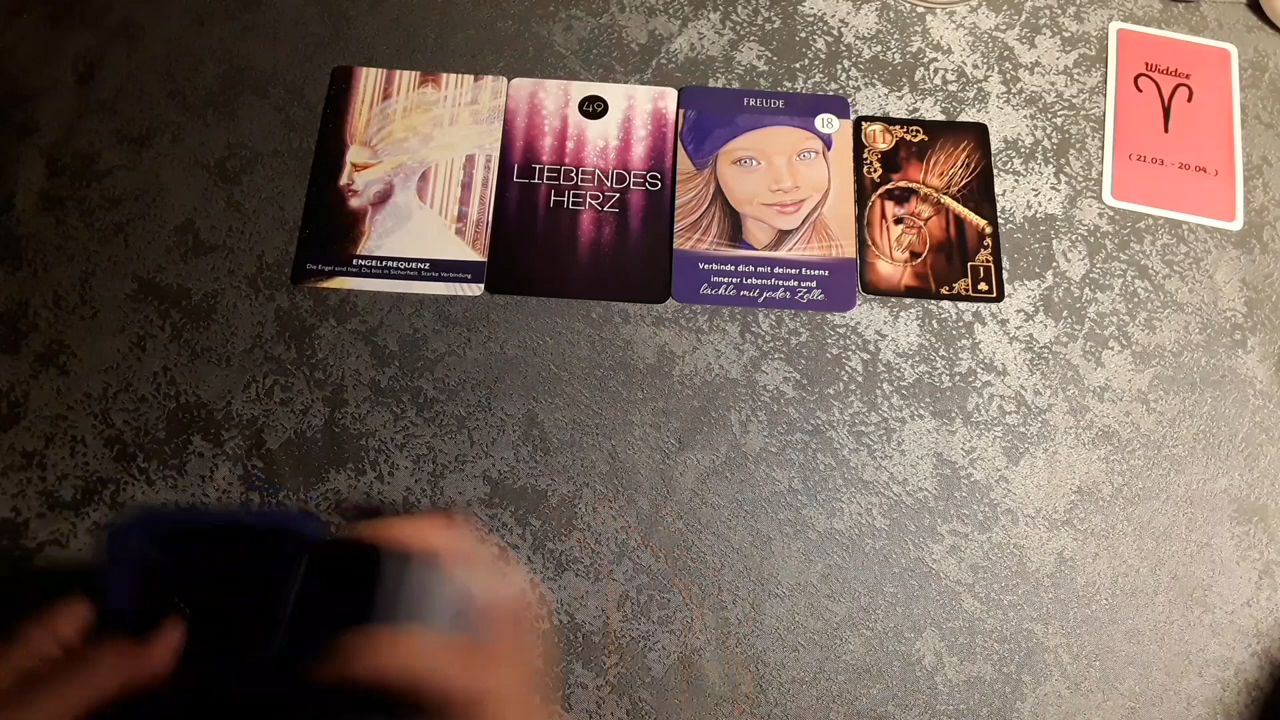 ENGELFREQUENZ
Die Engel sind hier. Du bist in Sicherheit. Starke Verbindung.
49
LIEBENDES
HERZ
FREUDE
18
Verbinde dich mit deiner Essenz
innerer Lebensfreude und
lächle mit jeder Zelle.
11
J
Widder
( 21.03. - 20.04. )